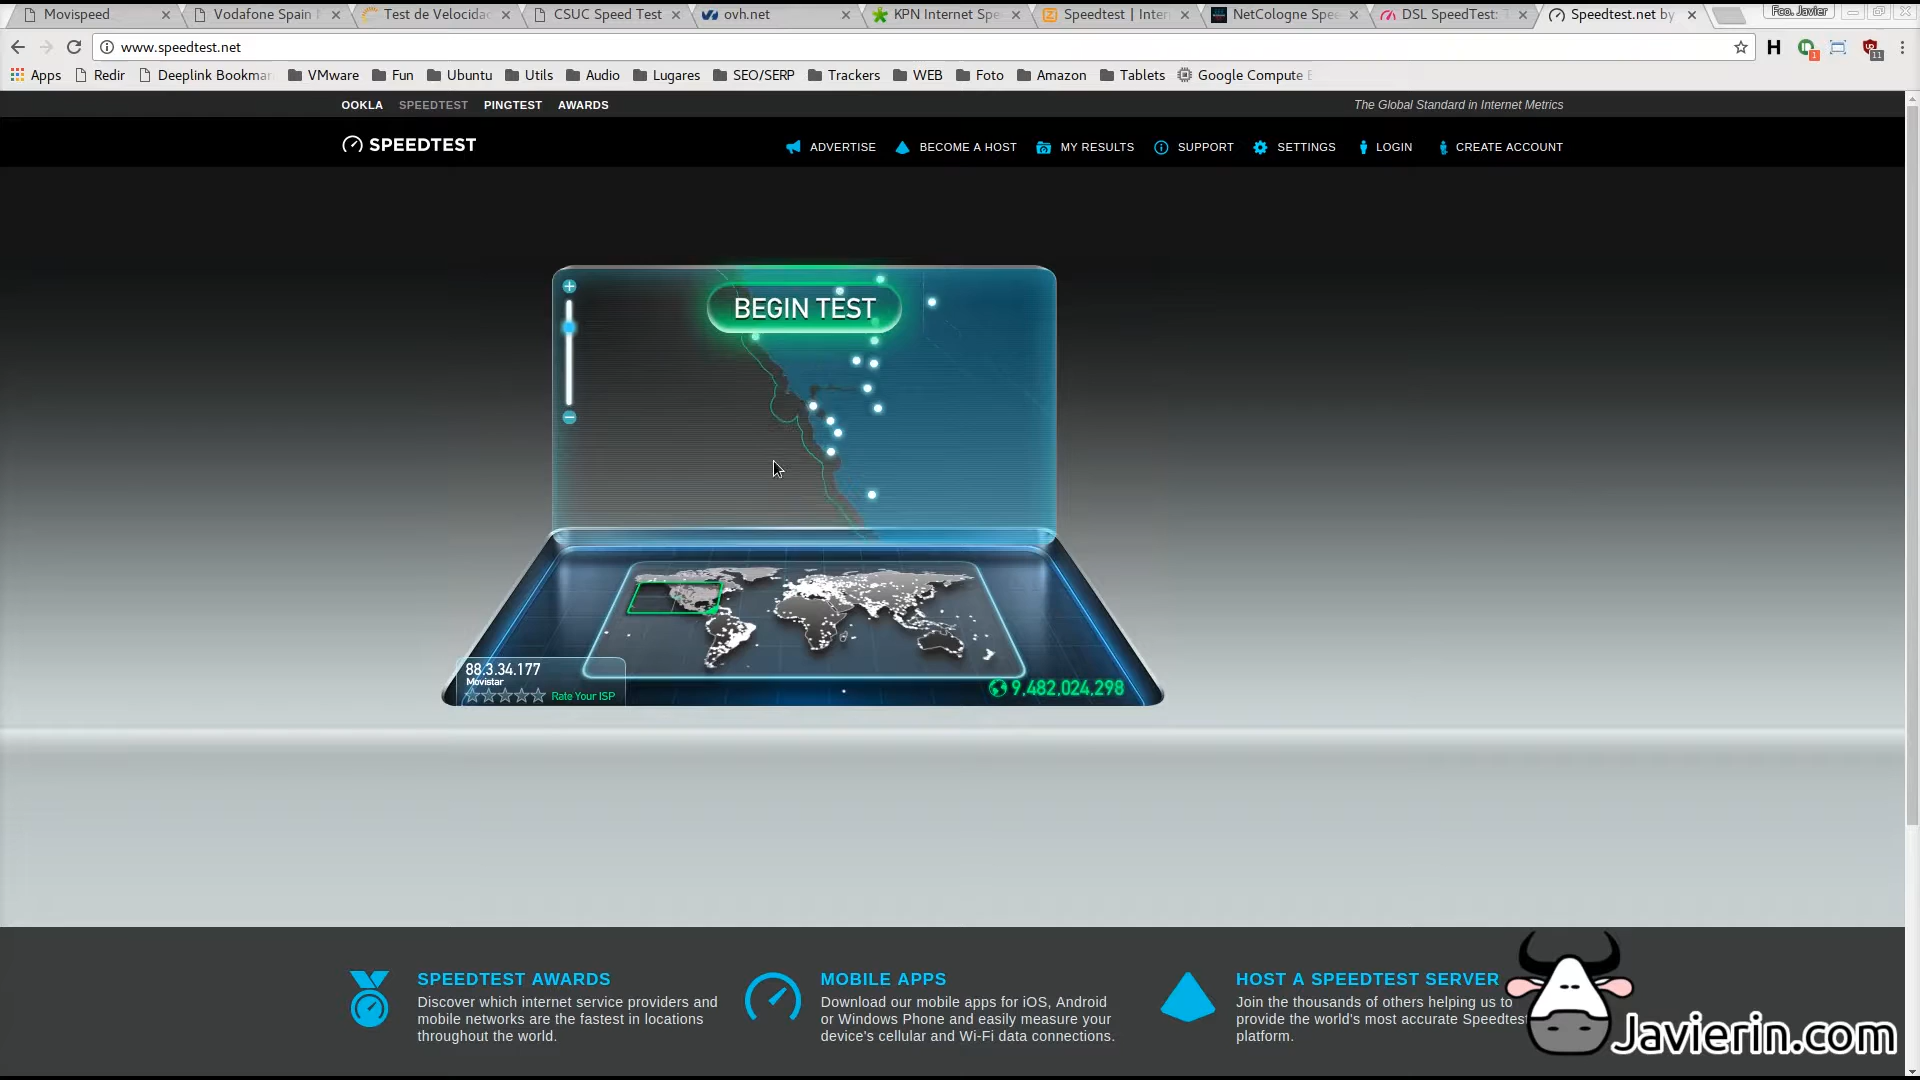 Movispeed
Vodafone Spain
Test de Velocidad
CSUC Speed Test
ovh.net
KPN Internet Spe
Speedtest | Inter
NetCologne Spee
DSL SpeedTest:
Speedtest.net by
Fco. Javier
www.speedtest.net
1
11
Apps
Redir
Deeplink Bookmar
VMware
Fun
Ubuntu
Utils
Audio
Lugares
SEO/SERP
Trackers
WEB
Foto
Amazon
Tablets
Google Compute E
OOKLA SPEEDTEST PINGTEST AWARDS
The Global Standard in Internet Metrics
SPEEDTEST
ADVERTISE
BECOME A HOST
MY RESULTS
SUPPORT
SETTINGS
LOGIN
CREATE ACCOUNT
BEGIN TEST
88.3.34.177
Movistar
Rate Your ISP
9,482,024,298
SPEEDTEST AWARDS
Discover which internet service providers and
mobile networks are the fastest in locations
throughout the world.
MOBILE APPS
Download our mobile apps for iOS, Android
or Windows Phone and easily measure your
device's cellular and Wi-Fi data connections.
HOST A SPEEDTEST SERVER
Join the thousands of others helping us to
provide the world's most accurate Speedtest
platform.
Javierin.com